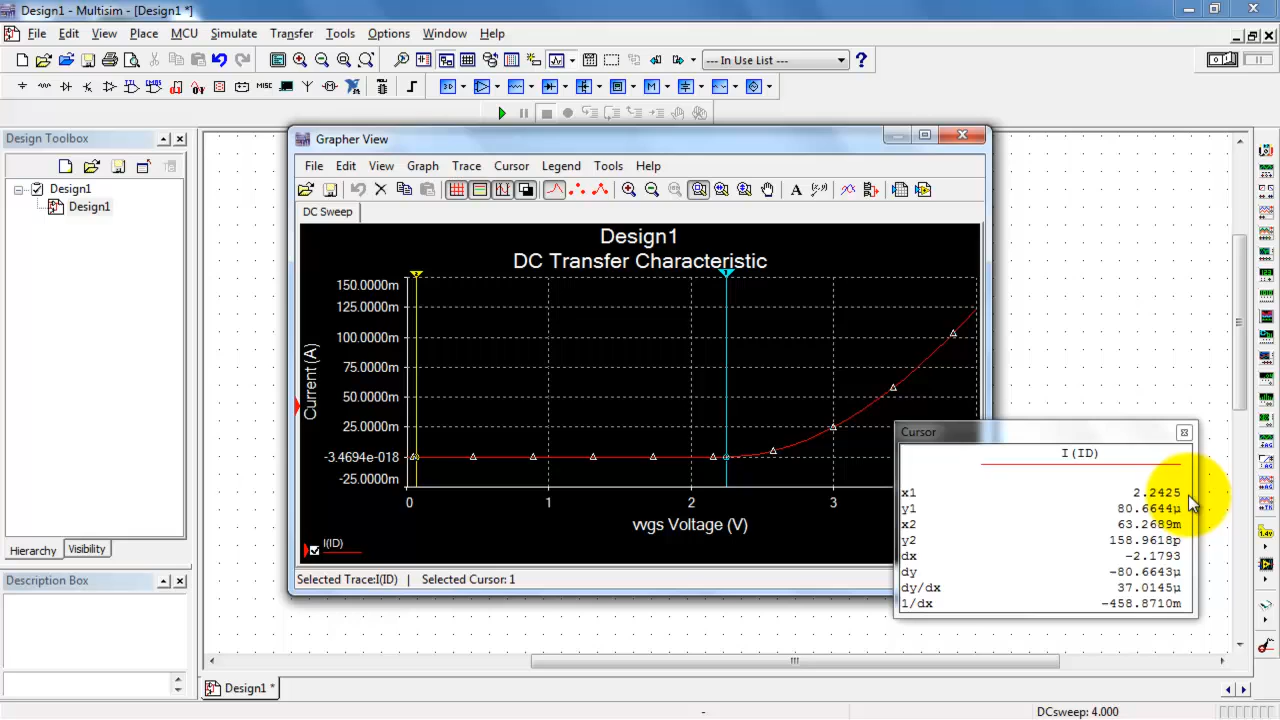 Design1 - Multisim - [Design1 *]
File Edit View Place MCU Simulate Transfer Tools Options Window Help
--- In Use List ---
Design Toolbox
Design1
Design1
Hierarchy Visibility
Description Box
Grapher View
File Edit View Graph Trace Cursor Legend Tools Help
DC Sweep
Design1
DC Transfer Characteristic
Current (A)
150.0000m
125.0000m
100.0000m
75.0000m
50.0000m
25.0000m
-3.4694e-018
-25.0000m
0 1 2 3
vvgs Voltage (V)
I(ID)
Selected Trace:I(ID) | Selected Cursor: 1
Cursor
I(ID)
x1 2.2425
y1 80.6644µ
x2 63.2689m
y2 158.9618p
dx -2.1793
dy -80.6643µ
dy/dx 37.0145µ
1/dx -458.8710m
Design1 *
-
DCsweep: 4.000